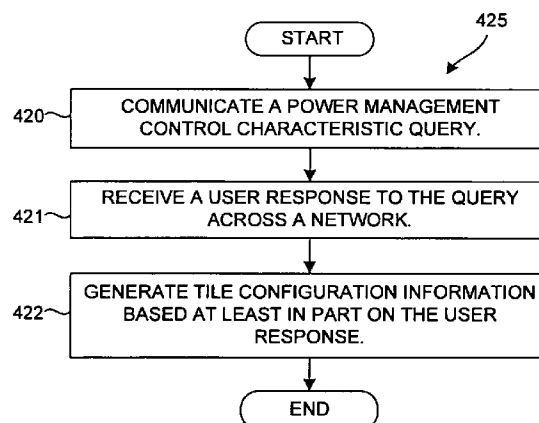 START
425
420
COMMUNICATE A POWER MANAGEMENT
CONTROL CHARACTERISTIC QUERY.
421
RECEIVE A USER RESPONSE TO THE QUERY
ACROSS A NETWORK.
422
GENERATE TILE CONFIGURATION INFORMATION
BASED AT LEAST IN PART ON THE USER
RESPONSE.
END